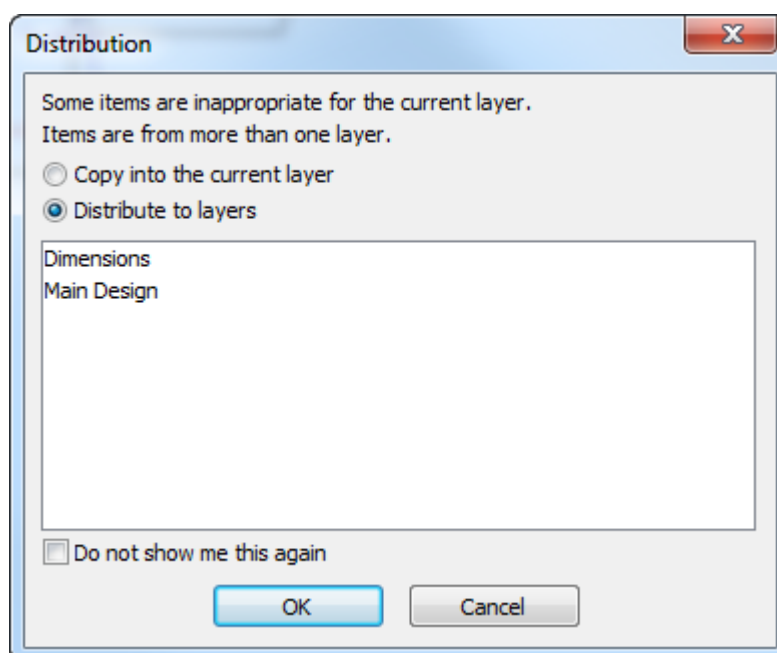 Distribution
Some items are inappropriate for the current layer.
Items are from more than one layer.
Copy into the current layer
Distribute to layers
Dimensions
Main Design
Do not show me this again
OK Cancel